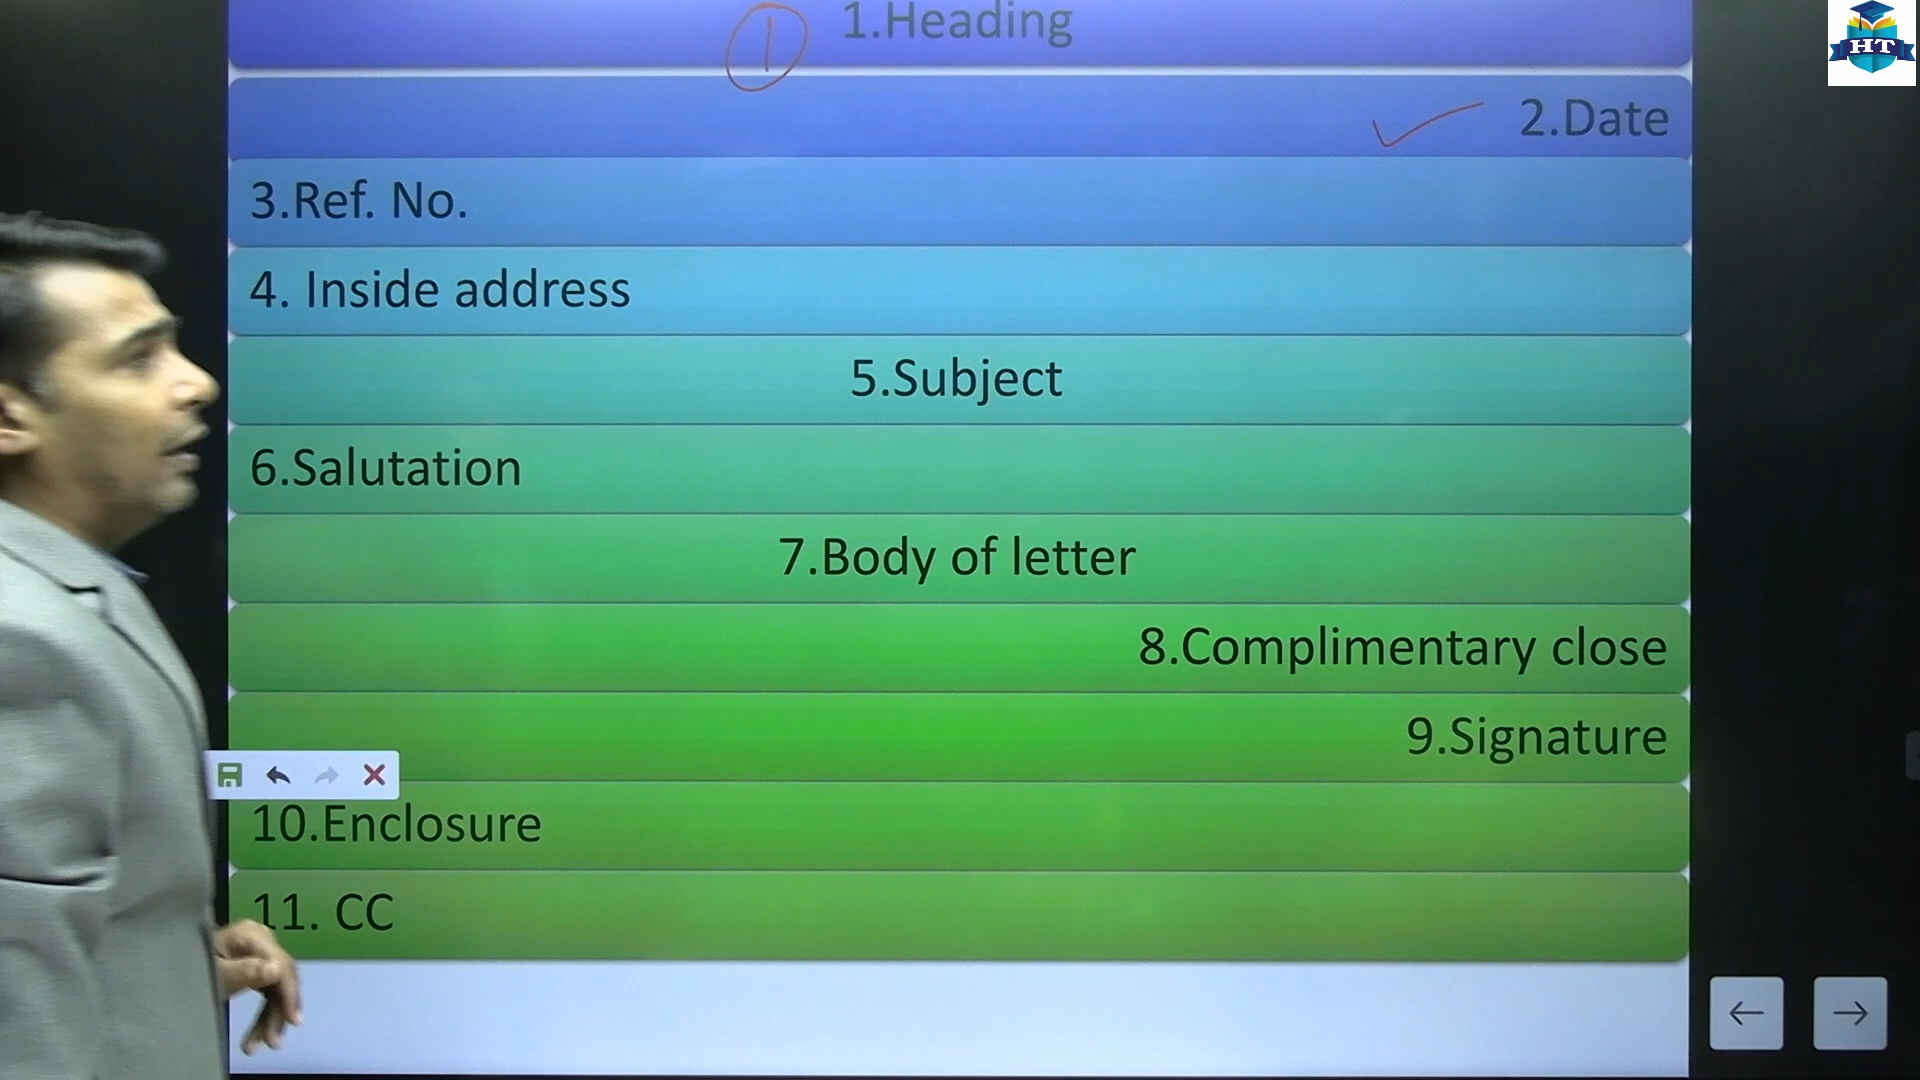 1 1.Heading
2.Date
3.Ref. No.
4. Inside address
5.Subject
6.Salutation
7.Body of letter
8.Complimentary close
9.Signature
10.Enclosure
11. CC
HT